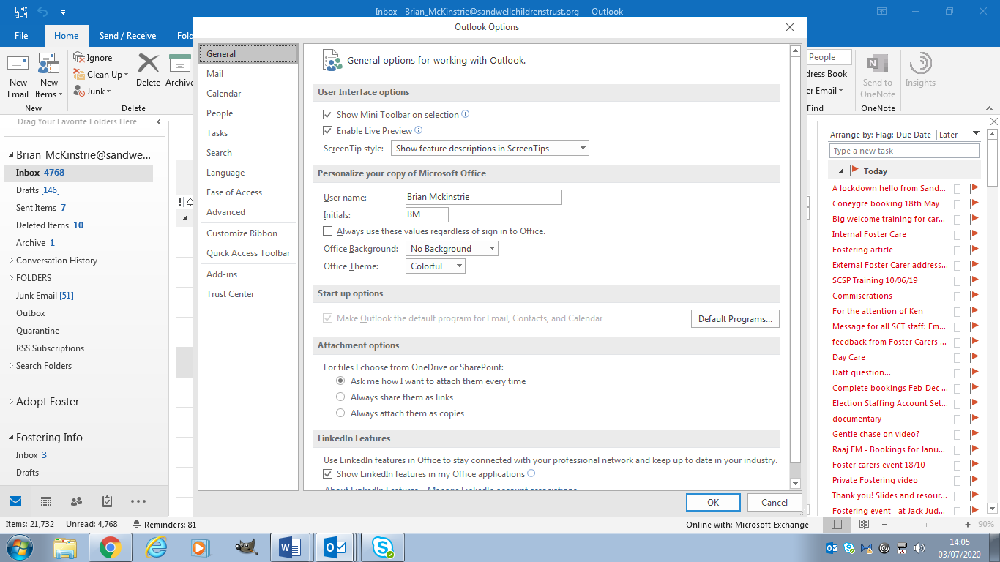 Inbox - Brian_McKinstrie@sandwellchildrenstrust.org - Outlook
File
Home
Send / Receive
Outlook Options
New Email
New Items
New
Ignore
Clean Up
Junk
Delete
Archive
Delete
People
Find
Send to OneNote
OneNote
Insights
Drag Your Favorite Folders Here
Brian_McKinstrie@sandwe...
Inbox 4768
Drafts [146]
Sent Items 7
Deleted Items 10
Archive 1
Conversation History
FOLDERS
Junk Email [51]
Outbox
Quarantine
RSS Subscriptions
Search Folders
Adopt Foster
Fostering Info
Inbox 3
Drafts
General
Mail
Calendar
People
Tasks
Search
Language
Ease of Access
Advanced
Customize Ribbon
Quick Access Toolbar
Add-ins
Trust Center
General options for working with Outlook.
User Interface options
Show Mini Toolbar on selection
Enable Live Preview
ScreenTip style: Show feature descriptions in ScreenTips
Personalize your copy of Microsoft Office
User name: Brian Mckinstrie
Initials: BM
Always use these values regardless of sign in to Office.
Office Background: No Background
Office Theme: Colorful
Start up options
Make Outlook the default program for Email, Contacts, and Calendar
Default Programs...
Attachment options
For files I choose from OneDrive or SharePoint:
Ask me how I want to attach them every time
Always share them as links
Always attach them as copies
LinkedIn Features
Use LinkedIn features in Office to stay connected with your professional network and keep up to date in your industry.
Show LinkedIn features in my Office applications
About LinkedIn Features Manage LinkedIn account associations
OK
Cancel
Arrange by: Flag: Due Date Later
Type a new task
Today
A lockdown hello from Sand...
Coneygre booking 18th May
Big welcome training for car...
Internal Foster Care
Fostering article
External Foster Carer address...
SCSP Training 10/06/19
Commiserations
For the attention of Ken
Message for all SCT staff: Em...
feedback from Foster Carers ...
Day Care
Daft question...
Complete bookings Feb-Dec ...
Election Staffing Account Set...
documentary
Gentle chase on video?
Raaj FM - Bookings for Janu...
Foster carers event 18/10
Private Fostering video
Thank you! Slides and resour...
Fostering event - at Jack Jud...
Items: 21,732 Unread: 4,768 Reminders: 81
Online with: Microsoft Exchange
90%
14:05
03/07/2020